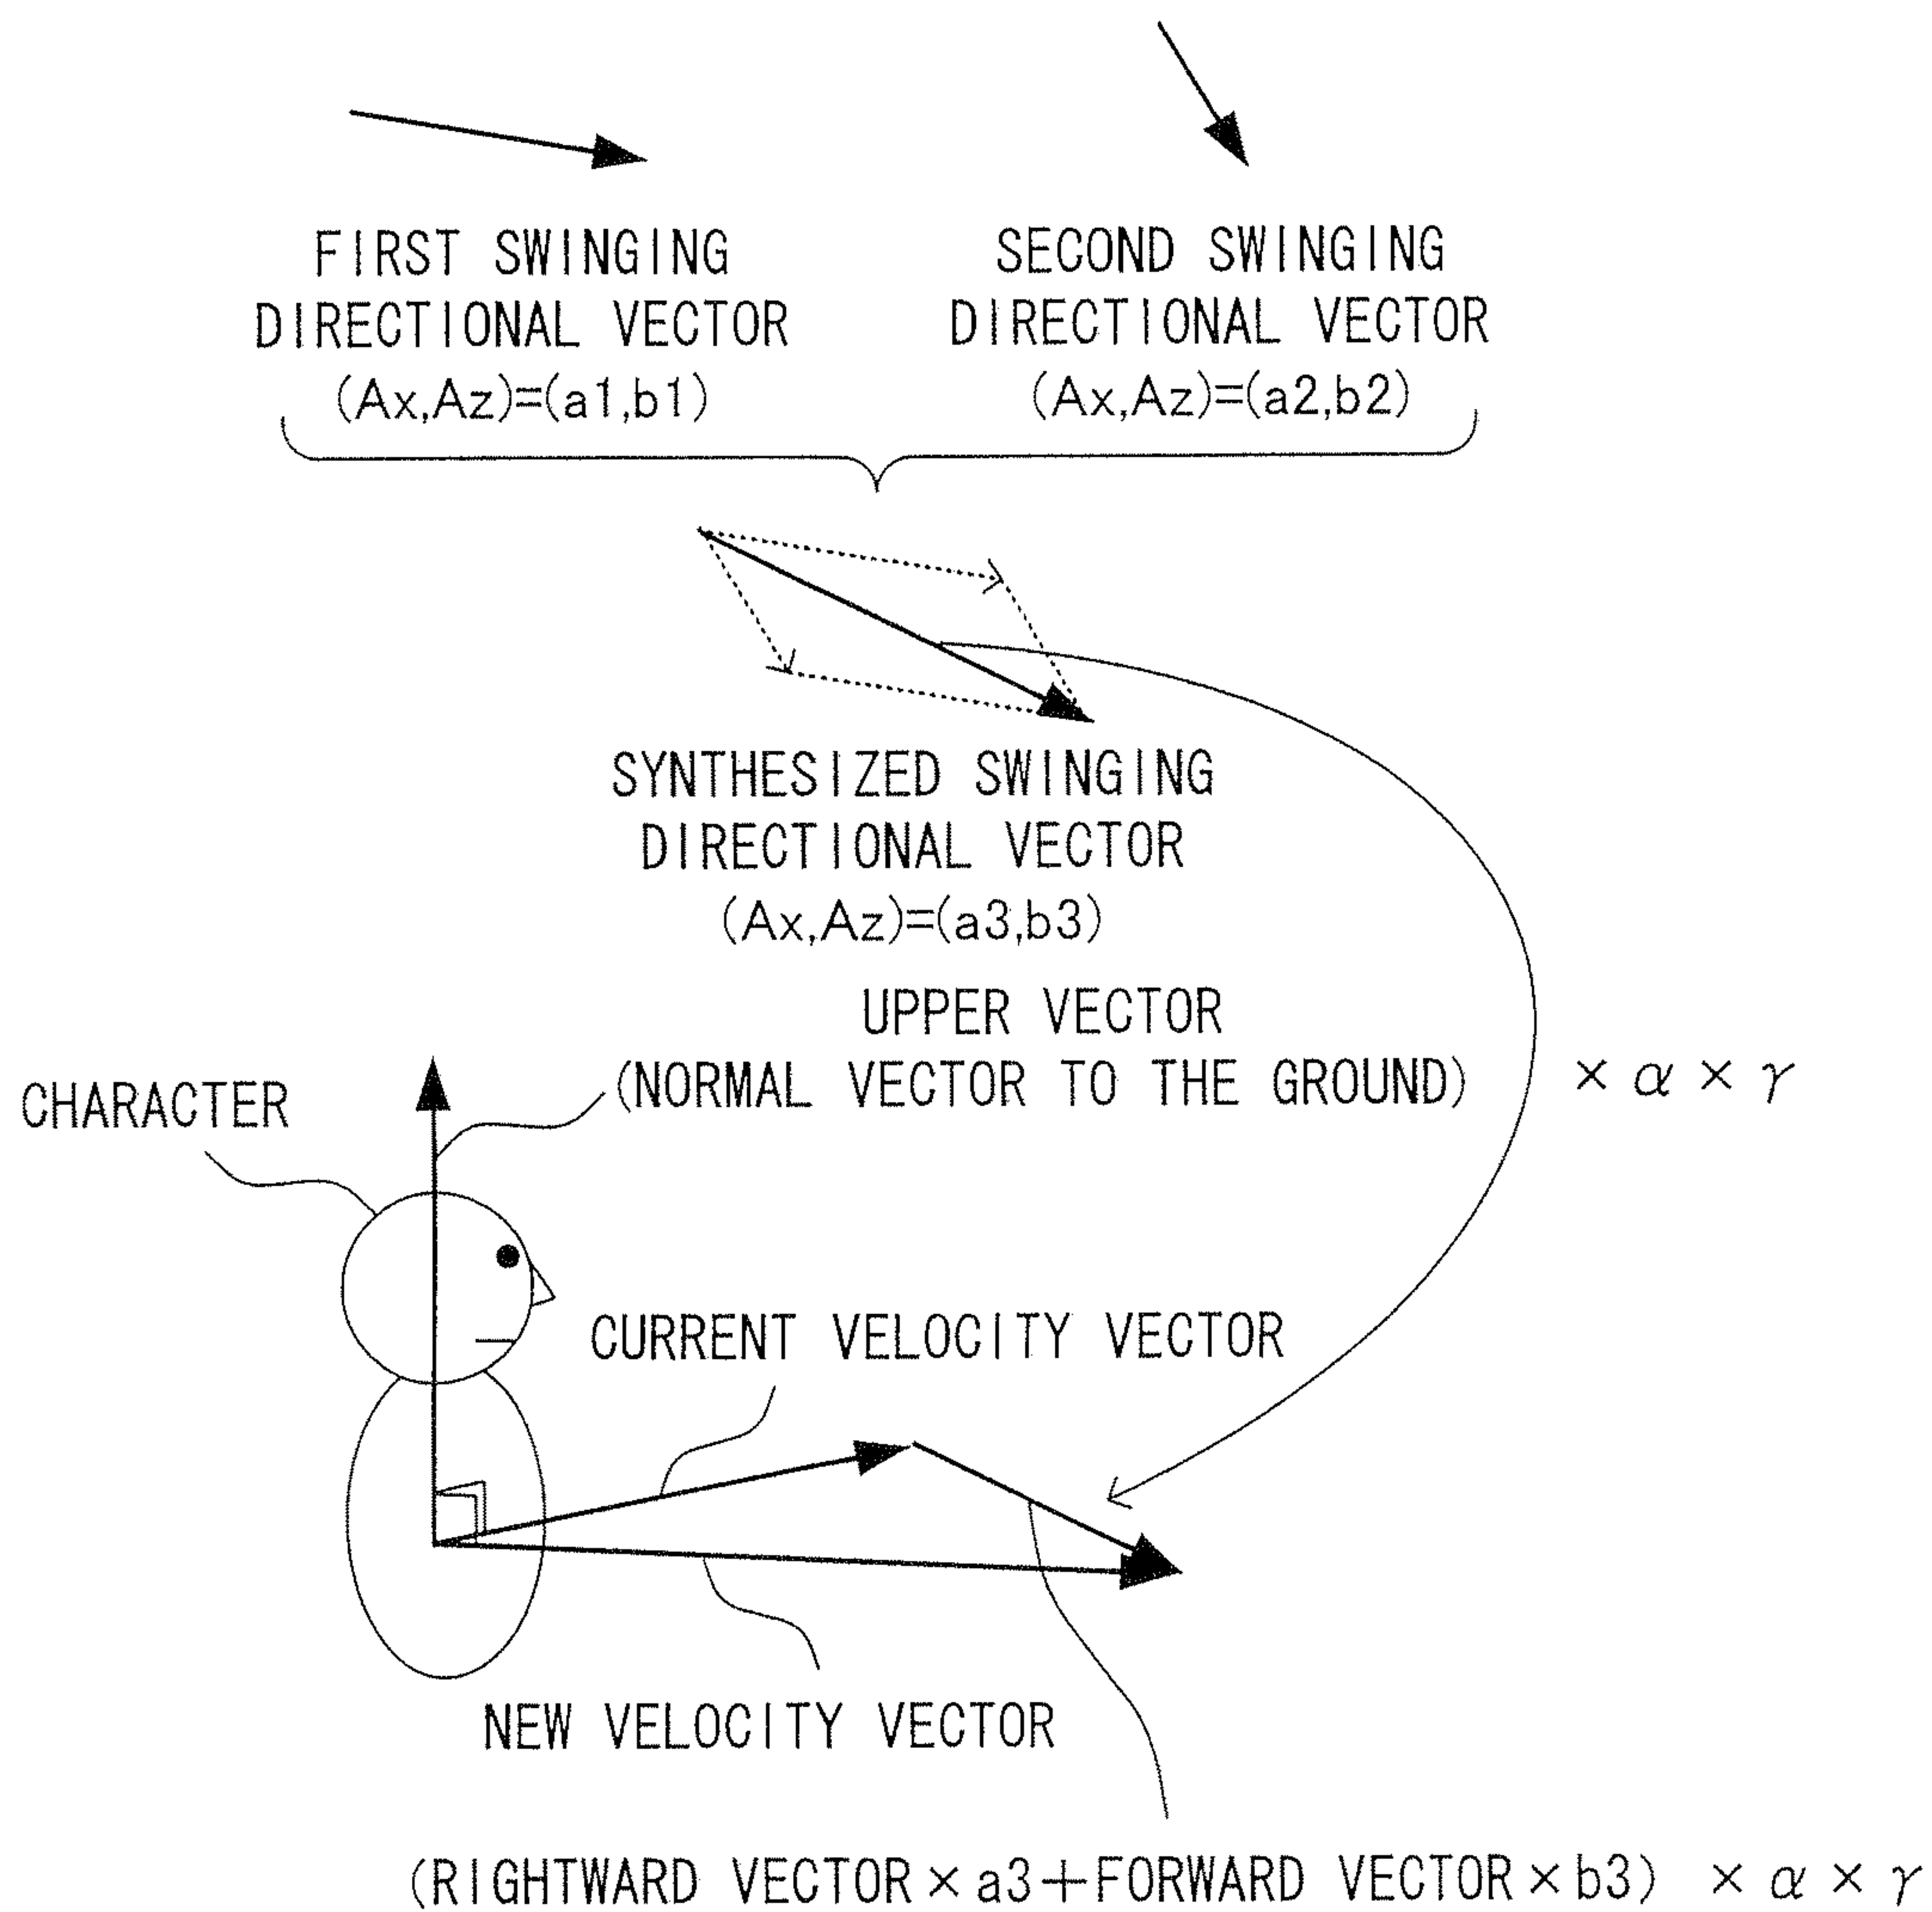 FIRST SWINGING
DIRECTIONAL VECTOR
(Ax,Az)=(a1,b1)
SECOND SWINGING
DIRECTIONAL VECTOR
(Ax,Az)=(a2,b2)
SYNTHESIZED SWINGING
DIRECTIONAL VECTOR
(Ax,Az)=(a3,b3)
UPPER VECTOR
(NORMAL VECTOR TO THE GROUND)
× α × γ
CHARACTER
CURRENT VELOCITY VECTOR
NEW VELOCITY VECTOR
(RIGHTWARD VECTOR×a3+FORWARD VECTOR×b3) × α × γ